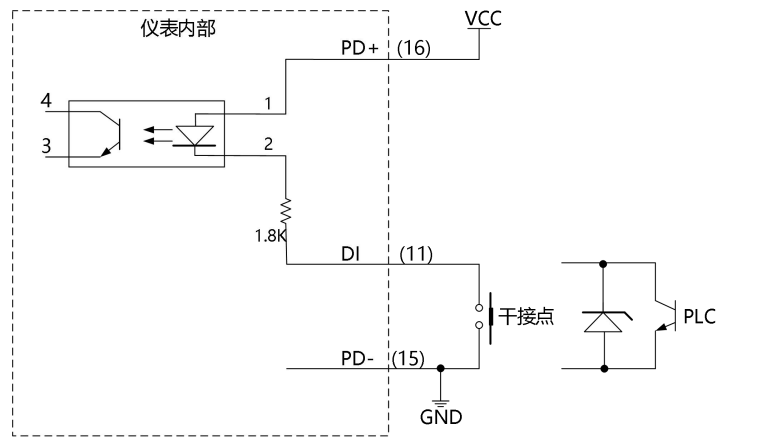 仪表内部
VCC
PD+ (16)
4
1
3
2
1.8K
DI (11)
干接点
PLC
PD- (15)
GND